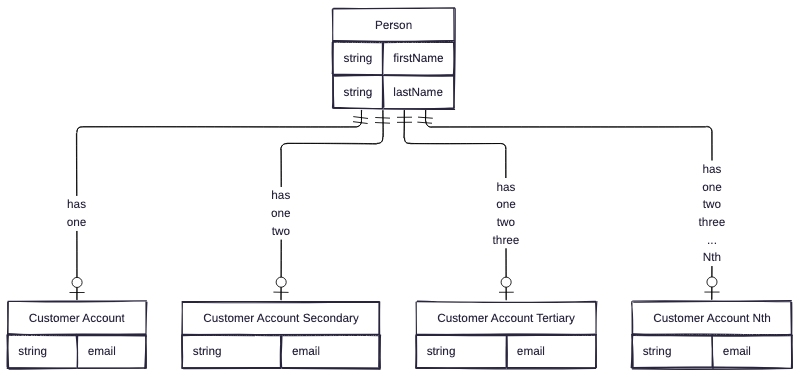 Person
string firstName
string lastName
has
one
has
one
two
has
one
two
three
has
one
two
three
...
Nth
Customer Account
string email
Customer Account Secondary
string email
Customer Account Tertiary
string email
Customer Account Nth
string email